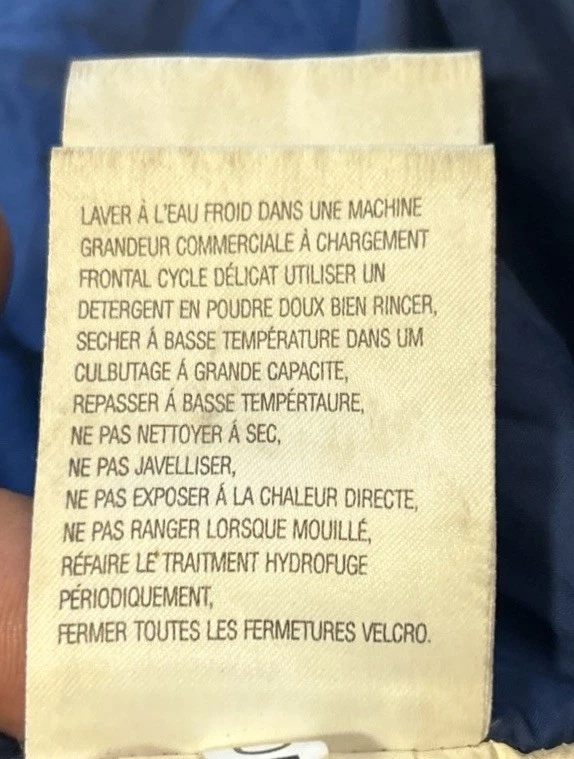 LAVER À L'EAU FROID DANS UNE MACHINE
GRANDEUR COMMERCIALE À CHARGEMENT
FRONTAL CYCLE DÉLICAT UTILISER UN
DETERGENT EN POUDRE DOUX BIEN RINCER,
SECHER Á BASSE TEMPÉRATURE DANS UM
CULBUTAGE Á GRANDE CAPACITE,
REPASSER Á BASSE TEMPÉRTAURE,
NE PAS NETTOYER Á SEC,
NE PAS JAVELLISER,
NE PAS EXPOSER Á LA CHALEUR DIRECTE,
NE PAS RANGER LORSQUE MOUILLÉ,
RÉFAIRE LE TRAITMENT HYDROFUGE
PÉRIODIQUEMENT,
FERMER TOUTES LES FERMETURES VELCRO.